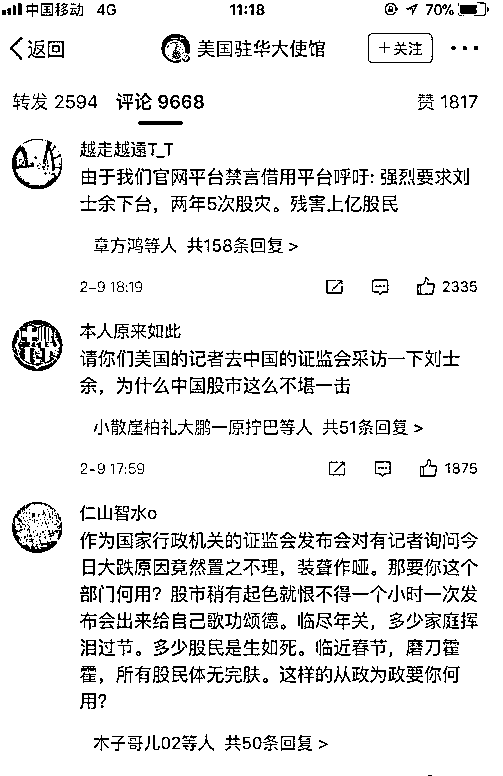 中国移动 4G 11:18 70%
返回 美国驻华大使馆 +关注 ···
转发 2594 评论 9668 赞 1817
越走越遠T_T
由于我们官网平台禁言借用平台呼吁: 强烈要求刘
士余下台，两年5次股灾。残害上亿股民
章方鸿等人 共158条回复 >
2-9 18:19 2335
本人原来如此
请你们美国的记者去中国的证监会采访一下刘士
余，为什么中国股市这么不堪一击
小散崖柏礼大鹏一原拧巴等人 共51条回复 >
2-9 17:59 1875
仁山智水o
作为国家行政机关的证监会发布会对有记者询问今
日大跌原因竟然置之不理，装聋作哑。那要你这个
部门何用？股市稍有起色就恨不得一个小时一次发
布会出来给自己歌功颂德。临尽年关，多少家庭挥
泪过节。多少股民是生如死。临近春节，磨刀霍
霍，所有股民体无完肤。这样的从政为政要你何
用?
木子哥儿02等人 共50条回复 >